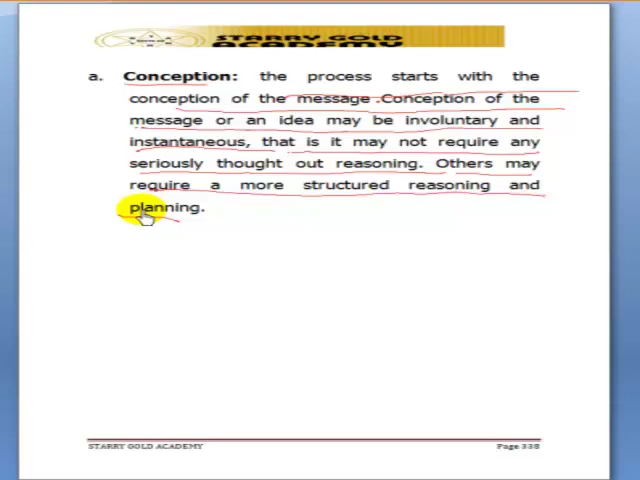 STARRY GOLD
ACADEMY
a. Conception: the process starts with the
conception of the message .Conception of the
message or an idea may be involuntary and
instantaneous, that is it may not require any
seriously thought out reasoning. Others may
require a more structured reasoning and
planning.
STARRY GOLD ACADEMY Page 338